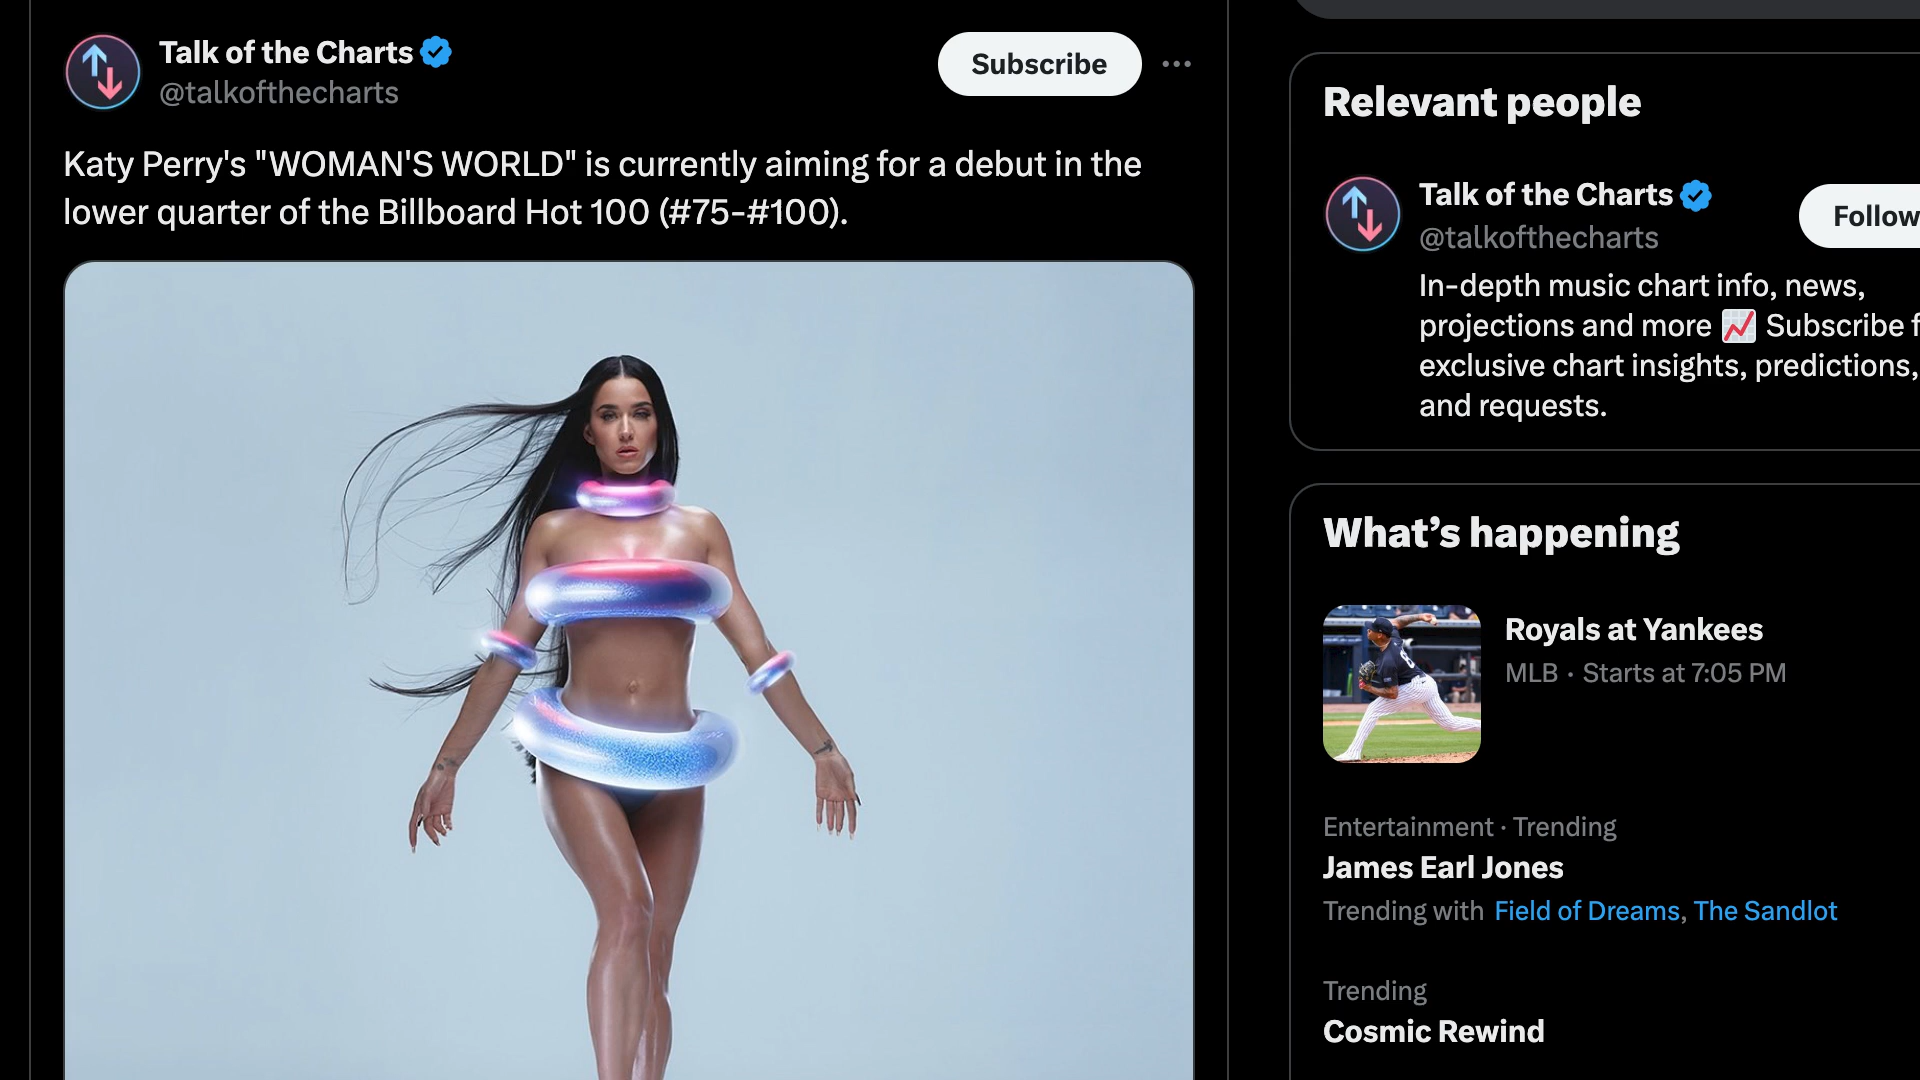 Talk of the Charts
@talkofthecharts
Subscribe
Katy Perry's "WOMAN'S WORLD" is currently aiming for a debut in the
lower quarter of the Billboard Hot 100 (#75-#100).
Relevant people
Talk of the Charts
@talkofthecharts
Follow
In-depth music chart info, news,
projections and more 📈 Subscribe f
exclusive chart insights, predictions,
and requests.
What’s happening
Royals at Yankees
MLB · Starts at 7:05 PM
Entertainment · Trending
James Earl Jones
Trending with Field of Dreams, The Sandlot
Trending
Cosmic Rewind